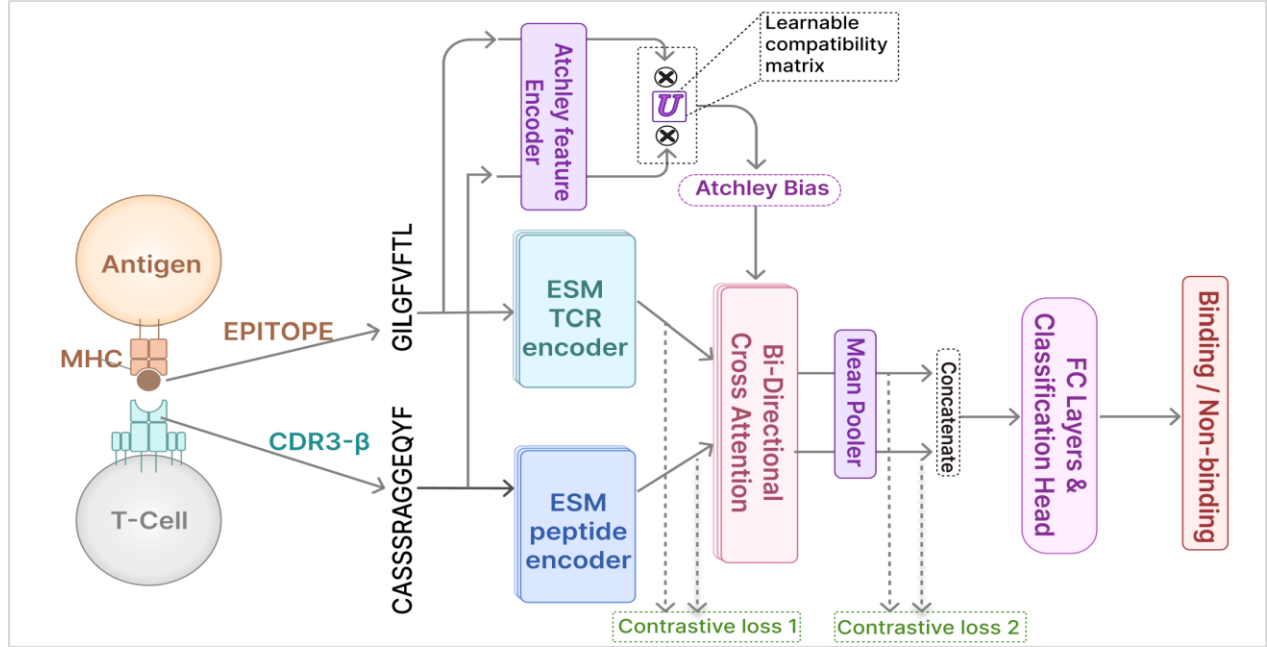 Antigen
MHC
EPITOPE
CDR3-β
T-Cell
GILGFVFTL
CASSSRAGGEQYF
Atchley feature
Encoder
U
Learnable
compatibility
matrix
Atchley Bias
ESM
TCR
encoder
ESM
peptide
encoder
Bi-Directional
Cross Attention
Mean Pooler
Concatenate
FC Layers &
Classification Head
Binding / Non-binding
Contrastive loss 1
Contrastive loss 2